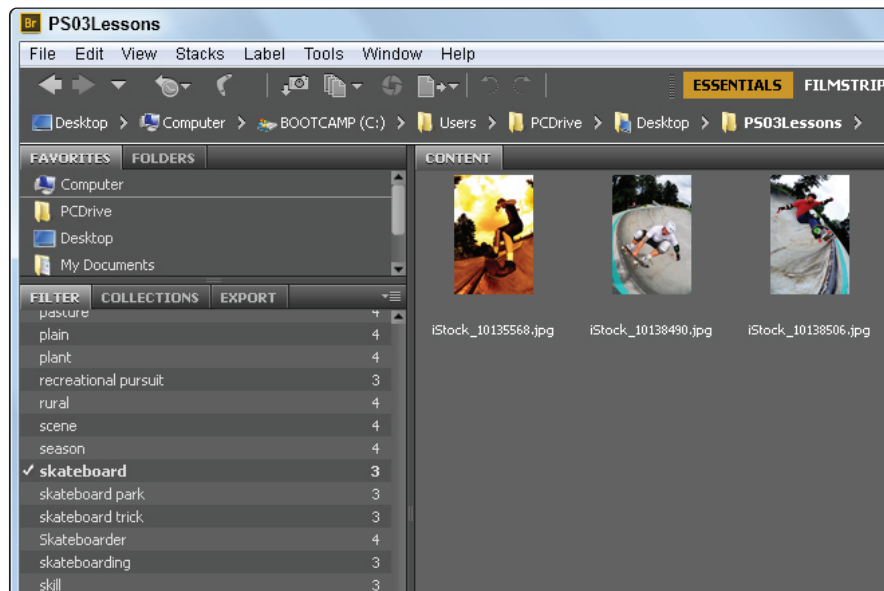 Br PS03Lessons
File Edit View Stacks Label Tools Window Help
ESSENTIALS FILMSTRIP
Desktop > Computer > BOOTCAMP (C:) > Users > PCDrive > Desktop > PS03Lessons >
FAVORITES FOLDERS
Computer
PCDrive
Desktop
My Documents
FILTER COLLECTIONS EXPORT
pasture 4
plain 4
plant 4
recreational pursuit 3
rural 4
scene 4
season 4
✓ skateboard 3
skateboard park 3
skateboard trick 3
Skateboarder 4
skateboarding 3
skill 3
CONTENT
iStock_10135568.jpg iStock_10138490.jpg iStock_10138506.jpg